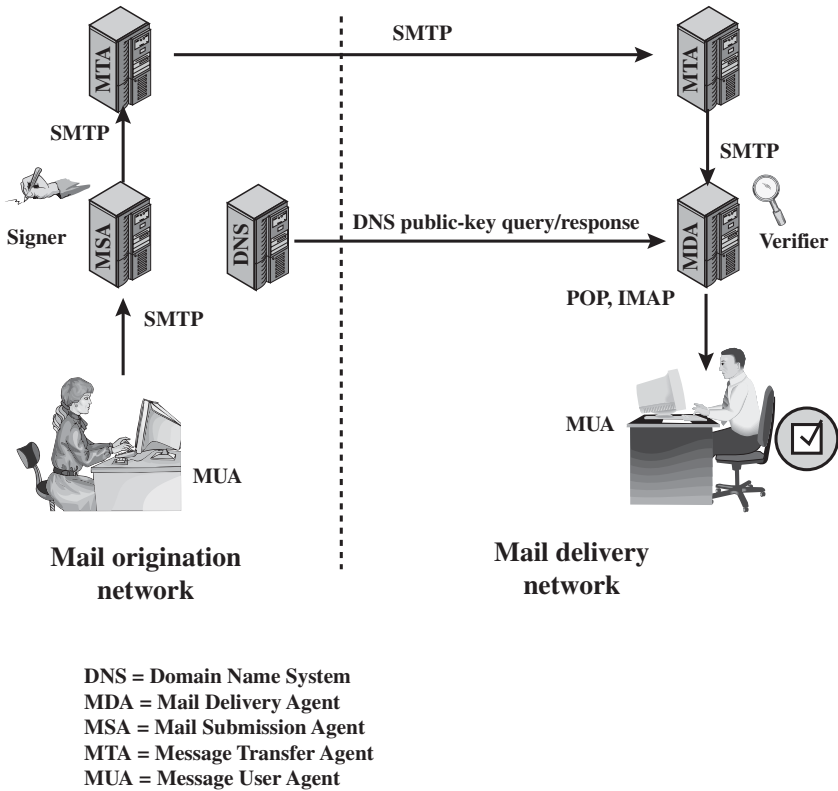 MTA
SMTP
MTA
SMTP
SMTP
Signer
MSA
DNS
DNS public-key query/response
MDA
Verifier
SMTP
POP, IMAP
MUA
MUA
Mail origination
network
Mail delivery
network
DNS = Domain Name System
MDA = Mail Delivery Agent
MSA = Mail Submission Agent
MTA = Message Transfer Agent
MUA = Message User Agent